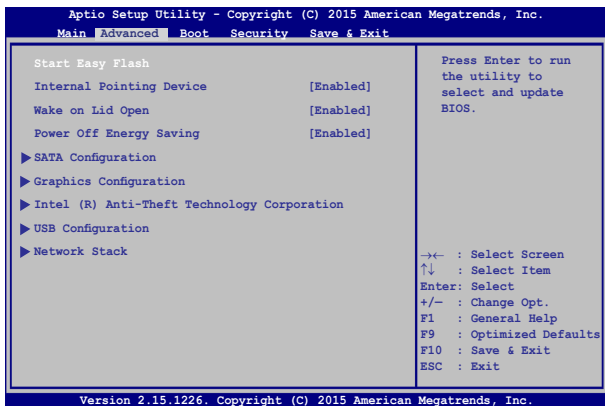 Aptio Setup Utility - Copyright (C) 2015 American Megatrends, Inc.
Main Advanced Boot Security Save & Exit
Start Easy Flash
Internal Pointing Device [Enabled]
Wake on Lid Open [Enabled]
Power Off Energy Saving [Enabled]
SATA Configuration
Graphics Configuration
Intel (R) Anti-Theft Technology Corporation
USB Configuration
Network Stack
Press Enter to run
the utility to
select and update
BIOS.
→← : Select Screen
↑↓ : Select Item
Enter: Select
+/— : Change Opt.
F1 : General Help
F9 : Optimized Defaults
F10 : Save & Exit
ESC : Exit
Version 2.15.1226. Copyright (C) 2015 American Megatrends, Inc.